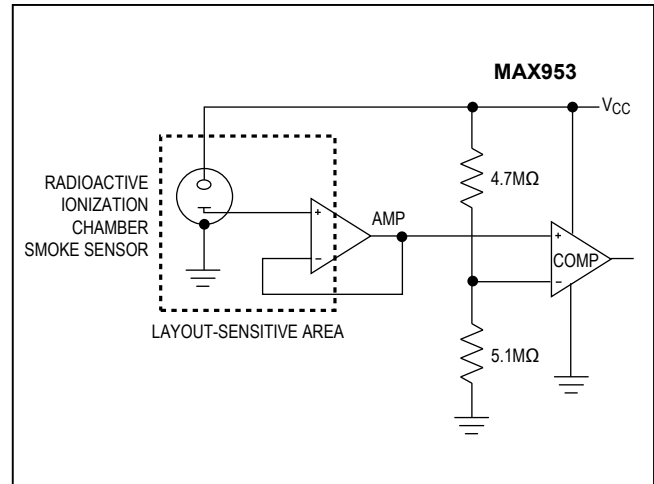 MAX953
VCC
4.7MΩ
RADIOACTIVE
IONIZATION
CHAMBER
SMOKE SENSOR
+
-
AMP
+
COMP
-
LAYOUT-SENSITIVE AREA
5.1MΩ